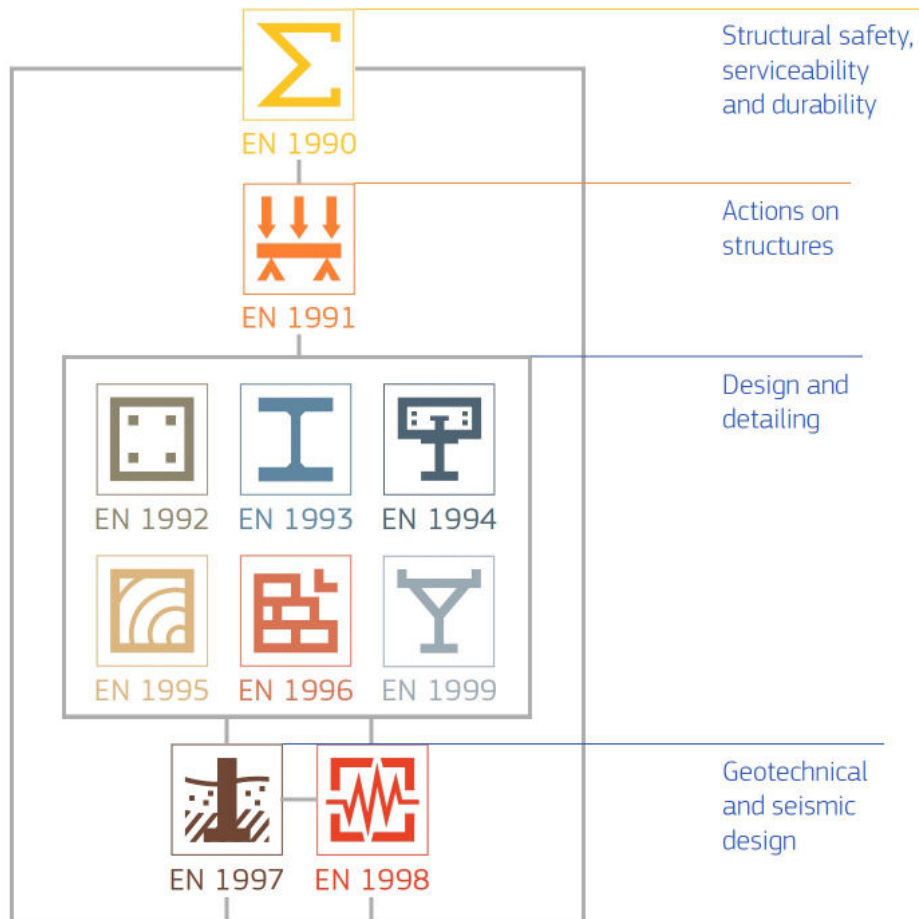 Structural safety,
serviceability
and durability
EN 1990
Actions on
structures
EN 1991
Design and
detailing
EN 1992 EN 1993 EN 1994
EN 1995 EN 1996 EN 1999
Geotechnical
and seismic
design
EN 1997 EN 1998